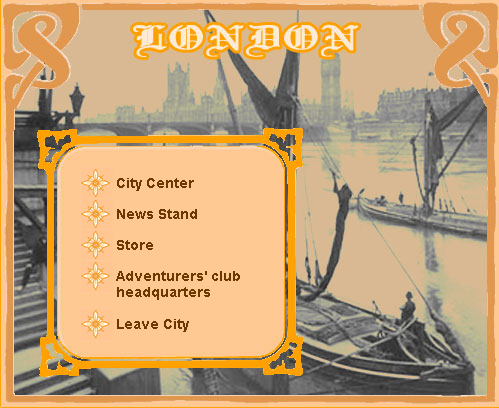 LONDON
City Center
News Stand
Store
Adventurers' club
headquarters
Leave City